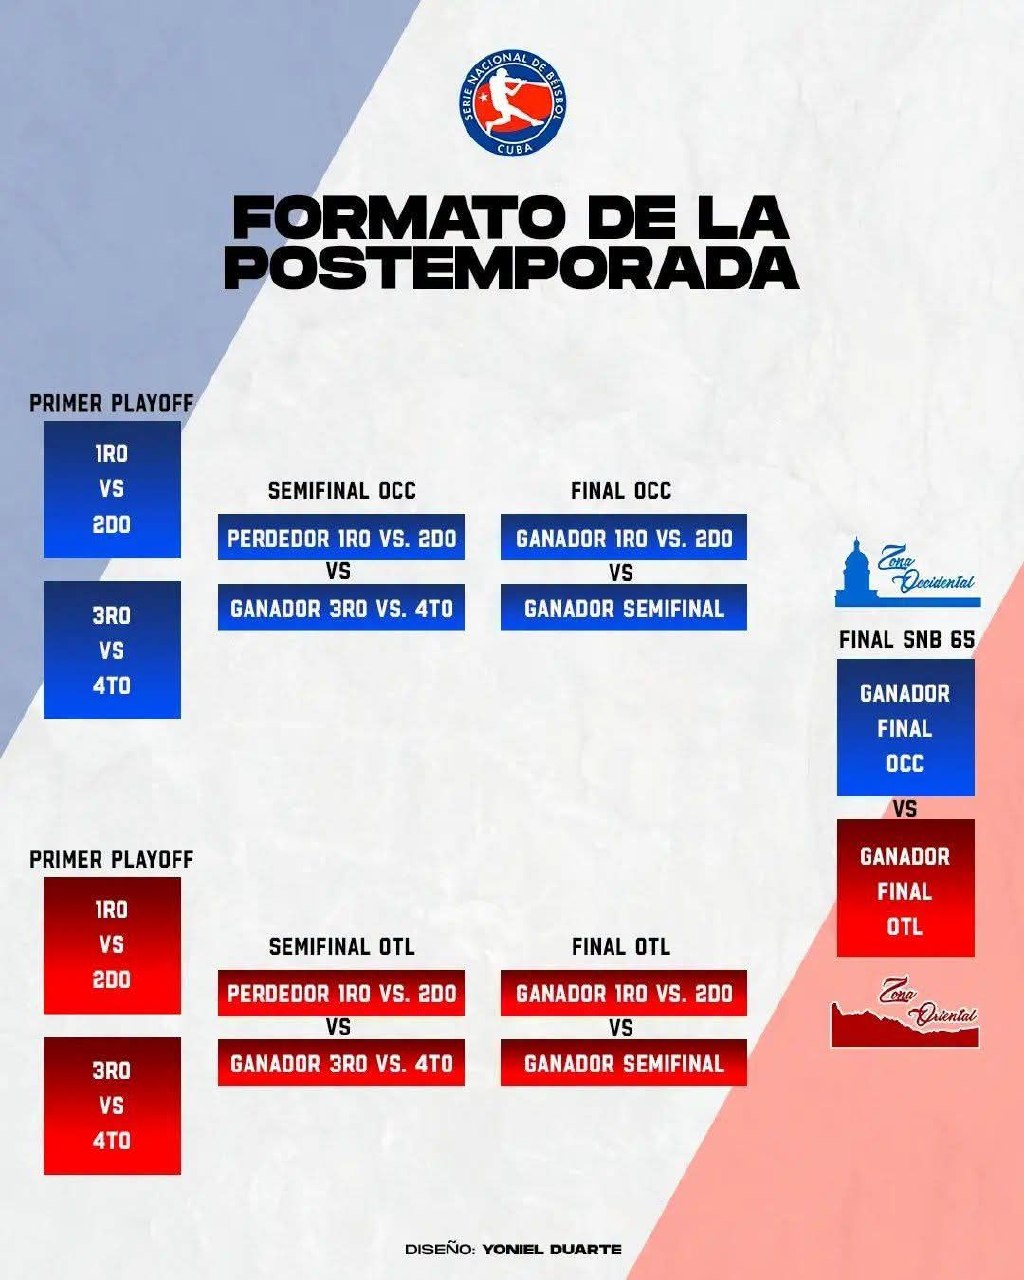 SERIE NACIONAL DE BÉISBOL
CUBA
FORMATO DE LA
POSTEMPORADA
PRIMER PLAYOFF
1RO
VS
2DO
3RO
VS
4TO
SEMIFINAL OCC
PERDEDOR 1RO VS. 2DO
VS
GANADOR 3RO VS. 4TO
FINAL OCC
GANADOR 1RO VS. 2DO
VS
GANADOR SEMIFINAL
Zona
Occidental
FINAL SNB 65
GANADOR
FINAL
OCC
VS
GANADOR
FINAL
OTL
Zona
Oriental
PRIMER PLAYOFF
1RO
VS
2DO
3RO
VS
4TO
SEMIFINAL OTL
PERDEDOR 1RO VS. 2DO
VS
GANADOR 3RO VS. 4TO
FINAL OTL
GANADOR 1RO VS. 2DO
VS
GANADOR SEMIFINAL
DISEÑO: YONIEL DUARTE